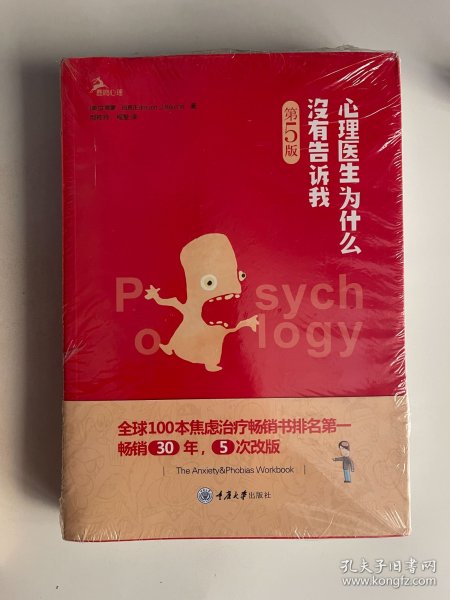 鹿鸣心理
著
心理医生为什么
没有告诉我
第5版
Psych
ology
全球100本焦虑治疗畅销书排名第一
畅销30年，5次改版
The Anxiety&Phobias Workbook
重庆大学出版社
孔夫子旧书网
www.kongfz.com